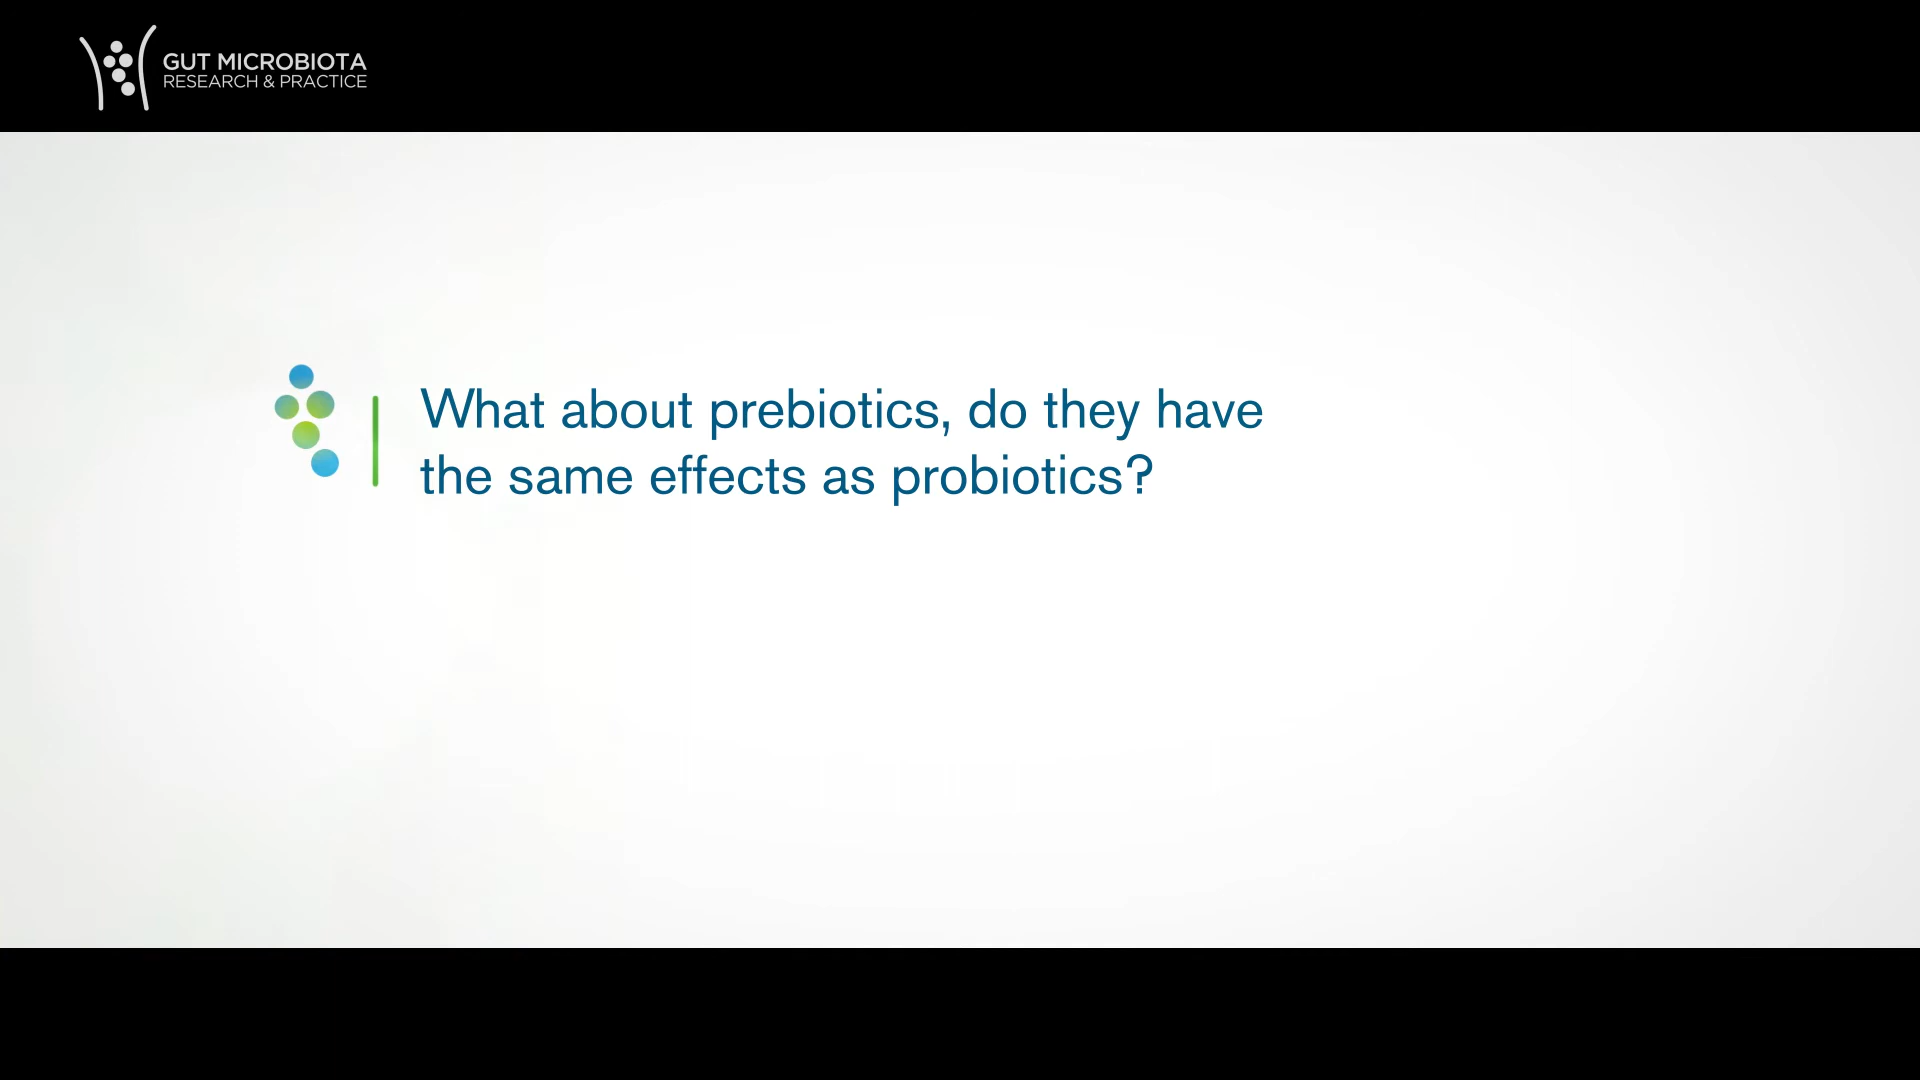 GUT MICROBIOTA
RESEARCH & PRACTICE
What about prebiotics, do they have
the same effects as probiotics?